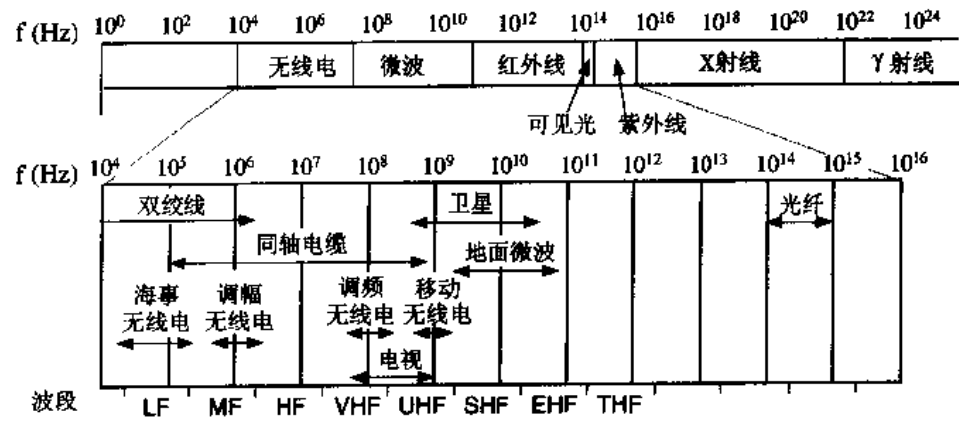 f (Hz) 10⁰ 10² 10⁴ 10⁶ 10⁸ 10¹⁰ 10¹² 10¹⁴ 10¹⁶ 10¹⁸ 10²⁰ 10²² 10²⁴
无线电 微波 红外线 X射线 γ射线
可见光 紫外线
f (Hz) 10⁴ 10⁵ 10⁶ 10⁷ 10⁸ 10⁹ 10¹⁰ 10¹¹ 10¹² 10¹³ 10¹⁴ 10¹⁵ 10¹⁶
双绞线 卫星 光纤
同轴电缆 地面微波
海事 调幅 调频 移动
无线电 无线电 无线电 无线电
电视
波段 LF MF HF VHF UHF SHF EHF THF